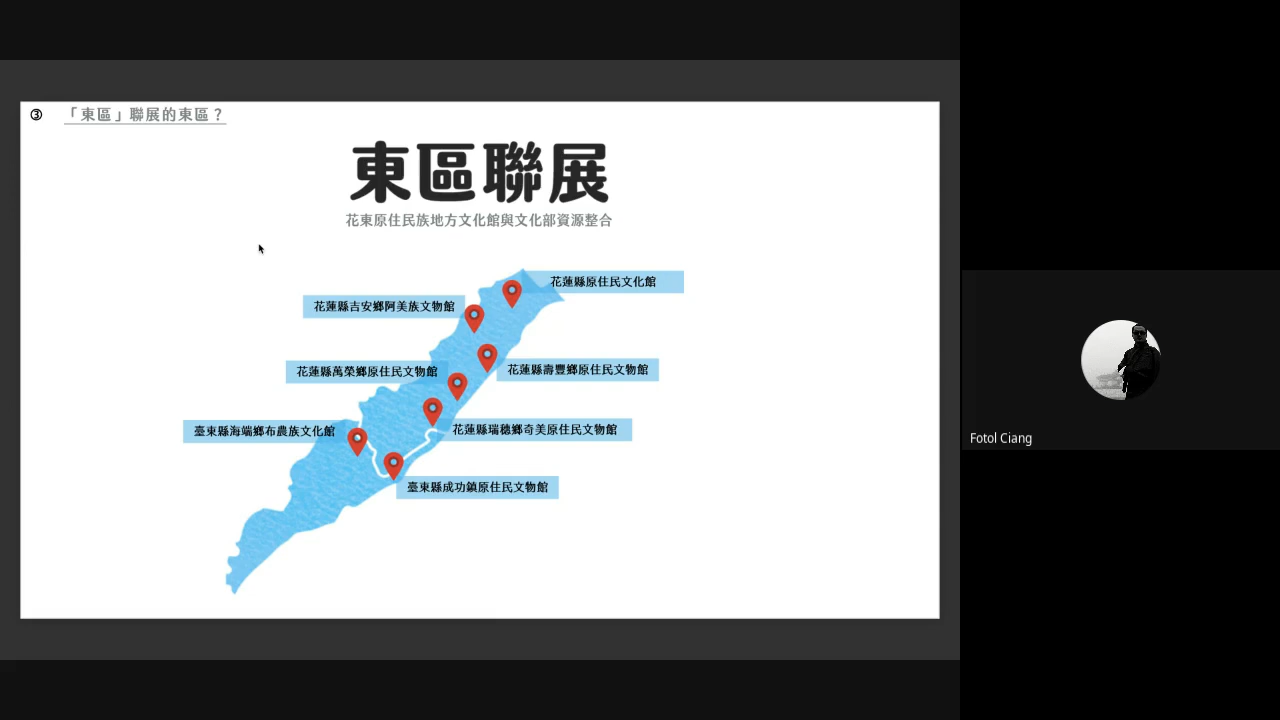 ③ 「東區」聯展的東區？
東區聯展
花東原住民族地方文化館與文化部資源整合
花蓮縣原住民文化館
花蓮縣吉安鄉阿美族文物館
花蓮縣壽豐鄉原住民文物館
花蓮縣萬榮鄉原住民文物館
花蓮縣瑞穗鄉奇美原住民文物館
臺東縣海端鄉布農族文化館
臺東縣成功鎮原住民文物館
Fotol Ciang